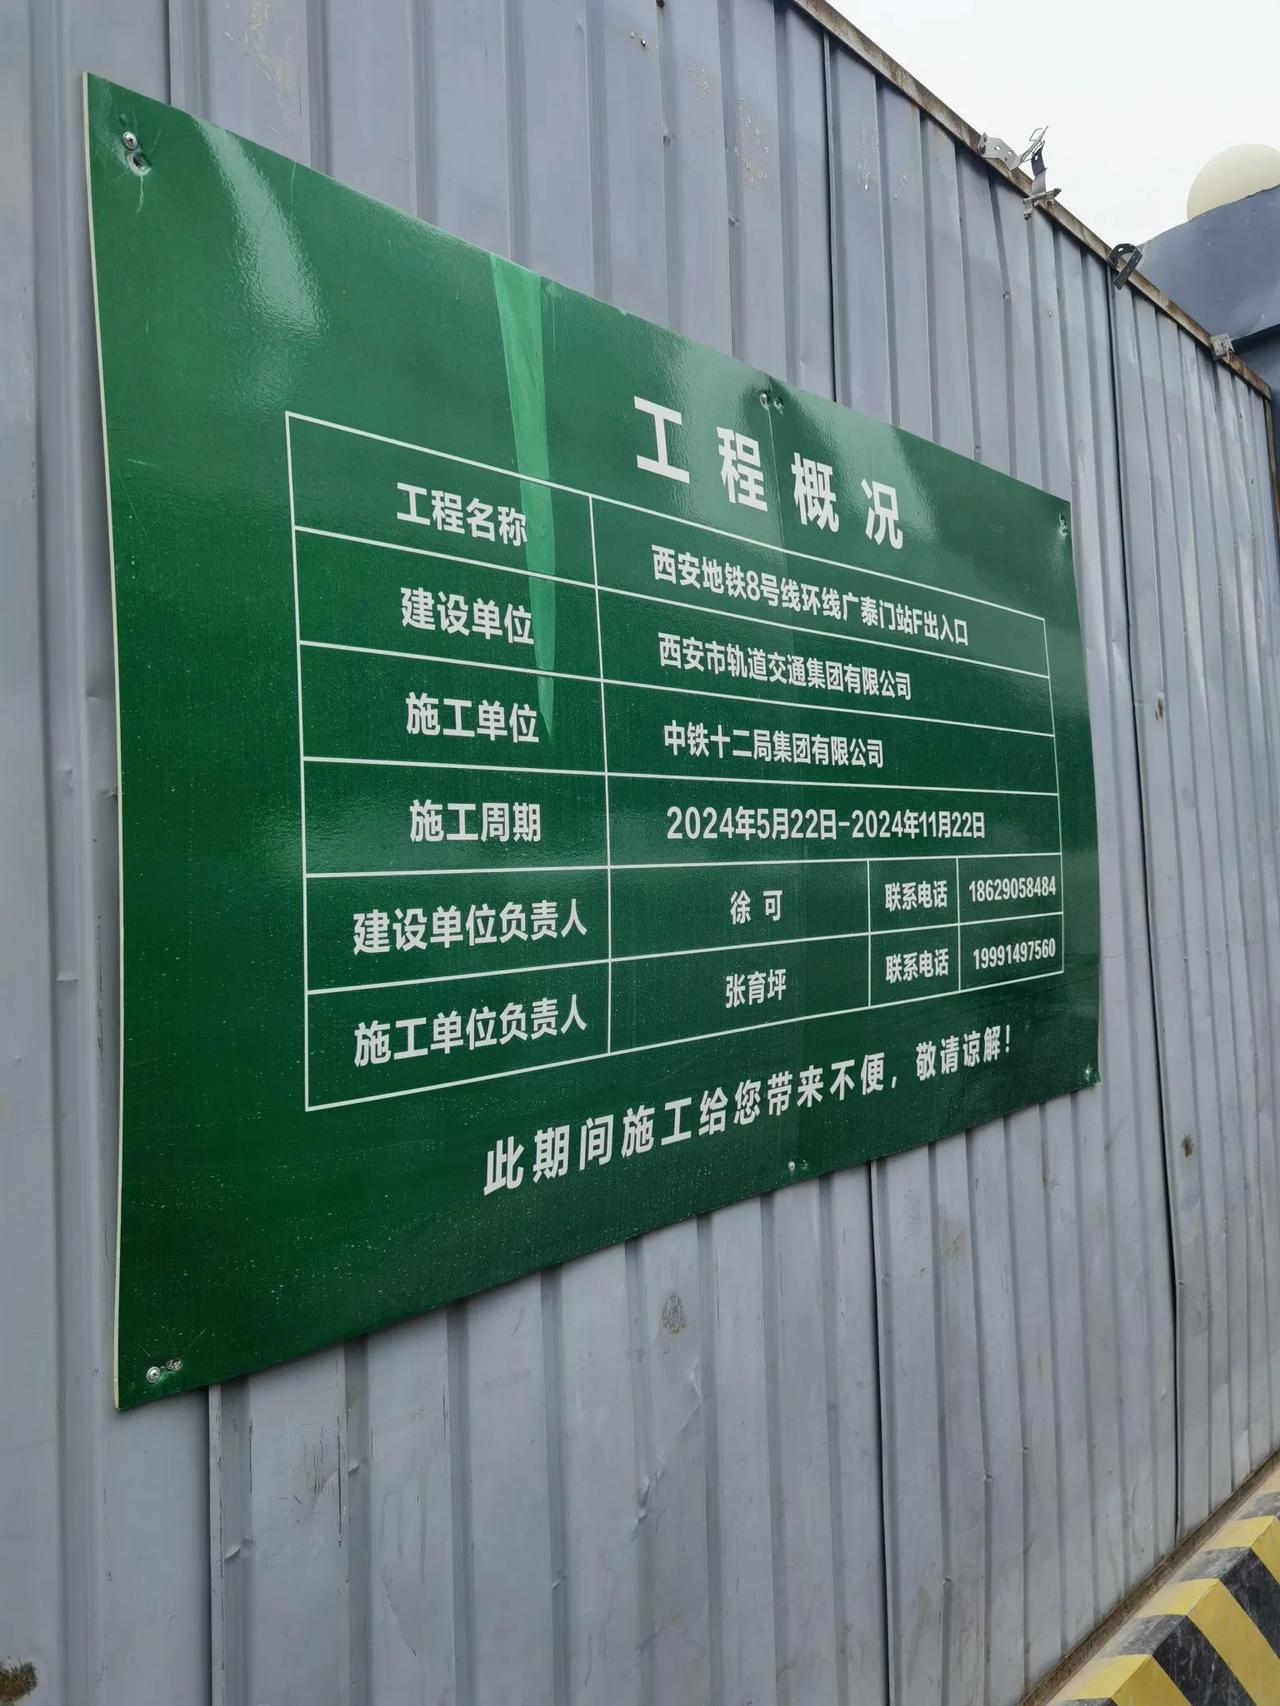 工程概况
工程名称 西安地铁8号线环线广泰门站F出入口
建设单位 西安市轨道交通集团有限公司
施工单位 中铁十二局集团有限公司
施工周期 2024年5月22日-2024年11月22日
建设单位负责人 徐可 联系电话 18629058484
施工单位负责人 张育坪 联系电话 19991497560
此期间施工给您带来不便，敬请谅解！